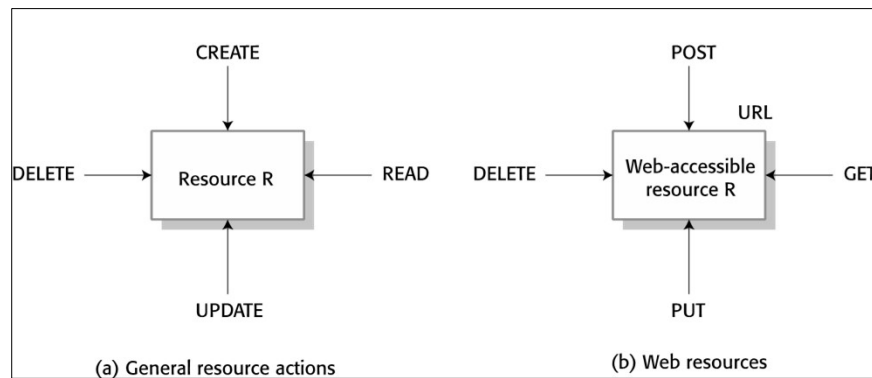 CREATE
DELETE
Resource R
READ
UPDATE
(a) General resource actions
POST
URL
DELETE
Web-accessible
resource R
GET
PUT
(b) Web resources